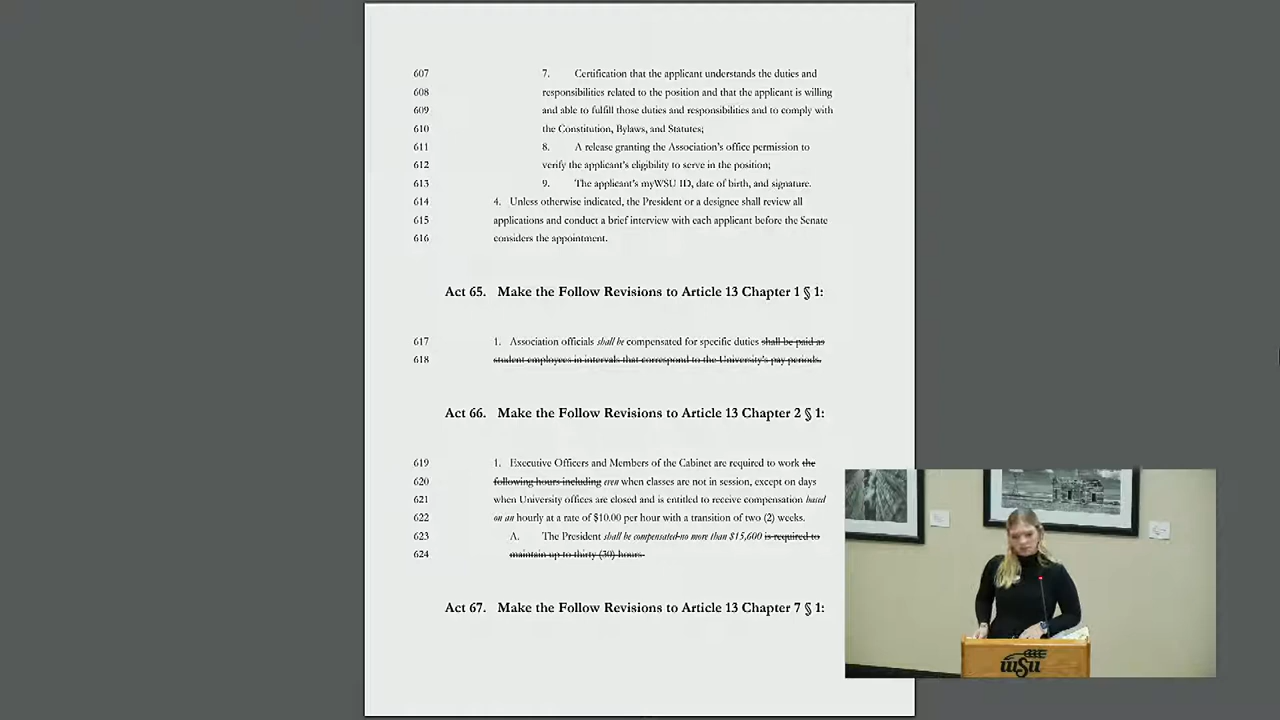 607 7. Certification that the applicant understands the duties and
608 responsibilities related to the position and that the applicant is willing
609 and able to fulfill those duties and responsibilities and to comply with
610 the Constitution, Bylaws, and Statutes;
611 8. A release granting the Association's office permission to
612 verify the applicant's eligibility to serve in the position;
613 9. The applicant's myWSU ID, date of birth, and signature.
614 4. Unless otherwise indicated, the President or a designee shall review all
615 applications and conduct a brief interview with each applicant before the Senate
616 considers the appointment.
Act 65. Make the Follow Revisions to Article 13 Chapter 1 § 1:
617 1. Association officials shall be compensated for specific duties shall be paid as
618 student employees in intervals that correspond to the University's pay periods.
Act 66. Make the Follow Revisions to Article 13 Chapter 2 § 1:
619 1. Executive Officers and Members of the Cabinet are required to work the
620 following hours including even when classes are not in session, except on days
621 when University offices are closed and is entitled to receive compensation based
622 on an hourly at a rate of $10.00 per hour with a transition of two (2) weeks.
623 A. The President shall be compensated no more than $15,600 is required to
624 maintain up to thirty (30) hours.
Act 67. Make the Follow Revisions to Article 13 Chapter 7 § 1:
WSU